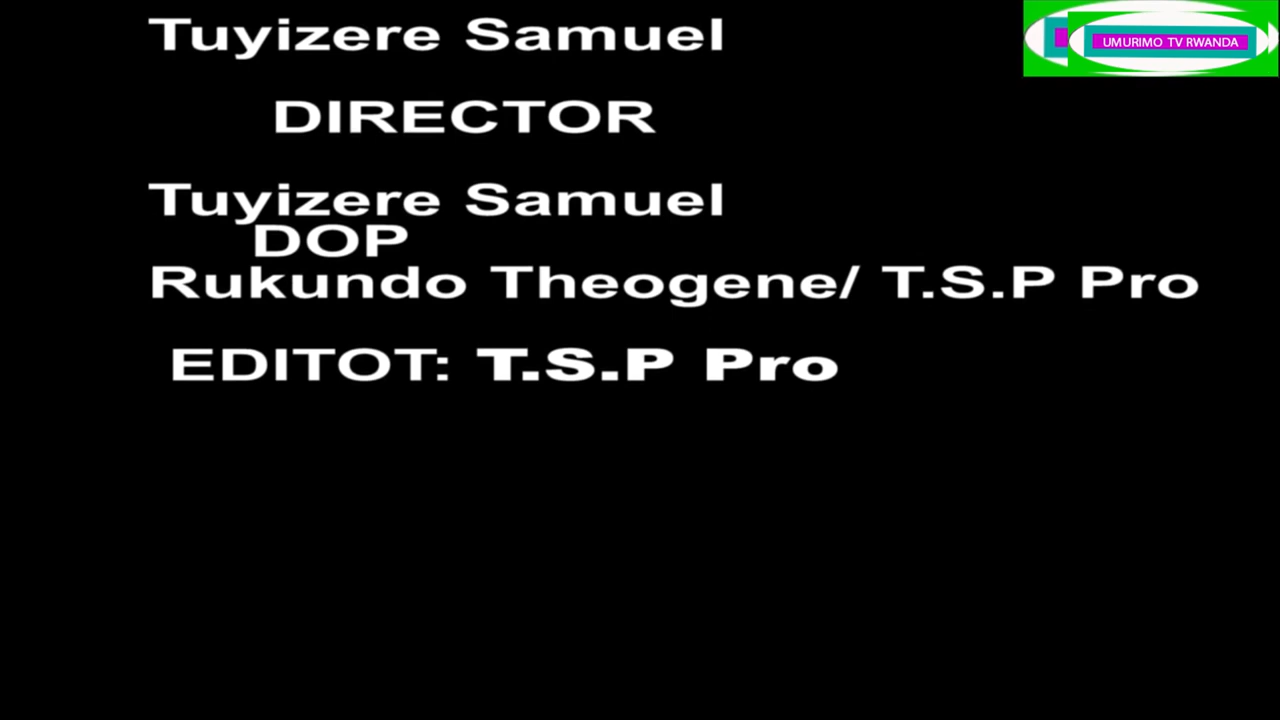 Tuyizere Samuel
UMURIMO TV RWANDA
DIRECTOR
Tuyizere Samuel
DOP
Rukundo Theogene/ T.S.P Pro
EDITOT: T.S.P Pro